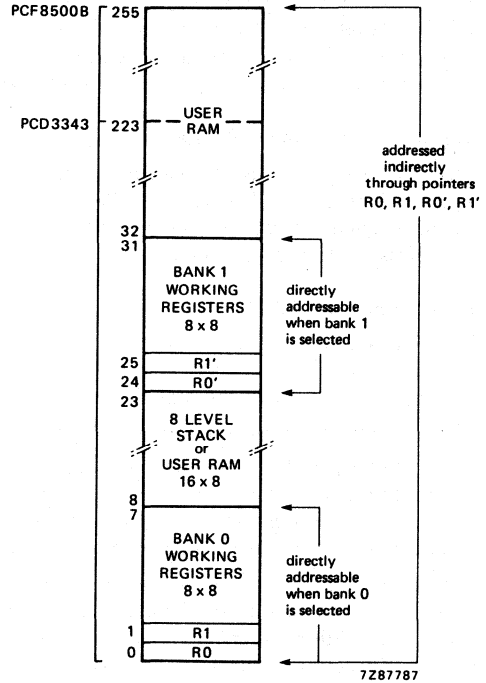 PCF8500B 255
PCD3343 223
USER
RAM
addressed
indirectly
through pointers
R0, R1, R0', R1'
32
31
BANK 1
WORKING
REGISTERS
8 x 8
directly
addressable
when bank 1
is selected
25 R1'
24 R0'
23
8 LEVEL
STACK
or
USER RAM
16 x 8
8
7
BANK 0
WORKING
REGISTERS
8 x 8
directly
addressable
when bank 0
is selected
1 R1
0 R0
7Z87787